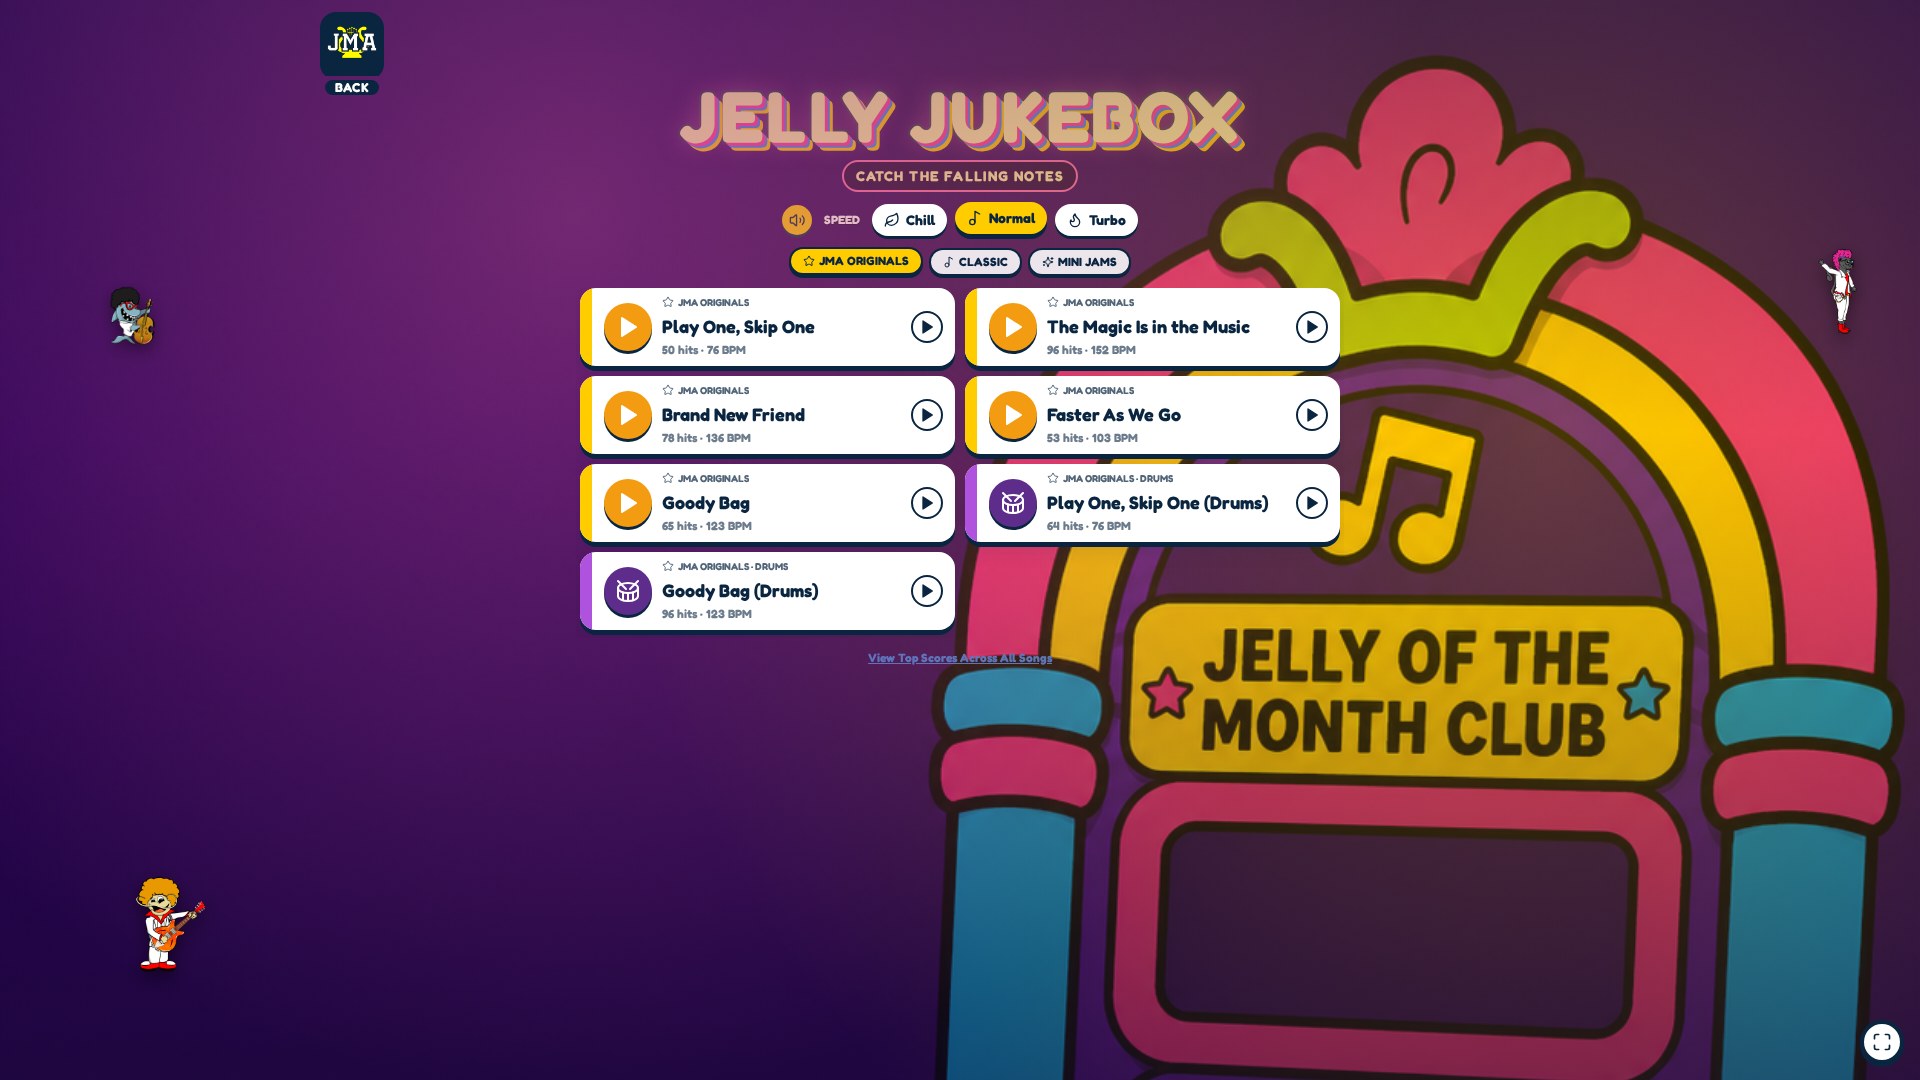 JMA
BACK
JELLY JUKEBOX
CATCH THE FALLING NOTES
SPEED Chill Normal Turbo
JMA ORIGINALS CLASSIC MINI JAMS
JMA ORIGINALS
Play One, Skip One
50 hits · 76 BPM
JMA ORIGINALS
The Magic Is in the Music
96 hits · 152 BPM
JMA ORIGINALS
Brand New Friend
78 hits · 136 BPM
JMA ORIGINALS
Faster As We Go
53 hits · 103 BPM
JMA ORIGINALS
Goody Bag
65 hits · 123 BPM
JMA ORIGINALS · DRUMS
Play One, Skip One (Drums)
64 hits · 76 BPM
JMA ORIGINALS · DRUMS
Goody Bag (Drums)
96 hits · 123 BPM
View Top Scores Across All Songs
JELLY OF THE
MONTH CLUB